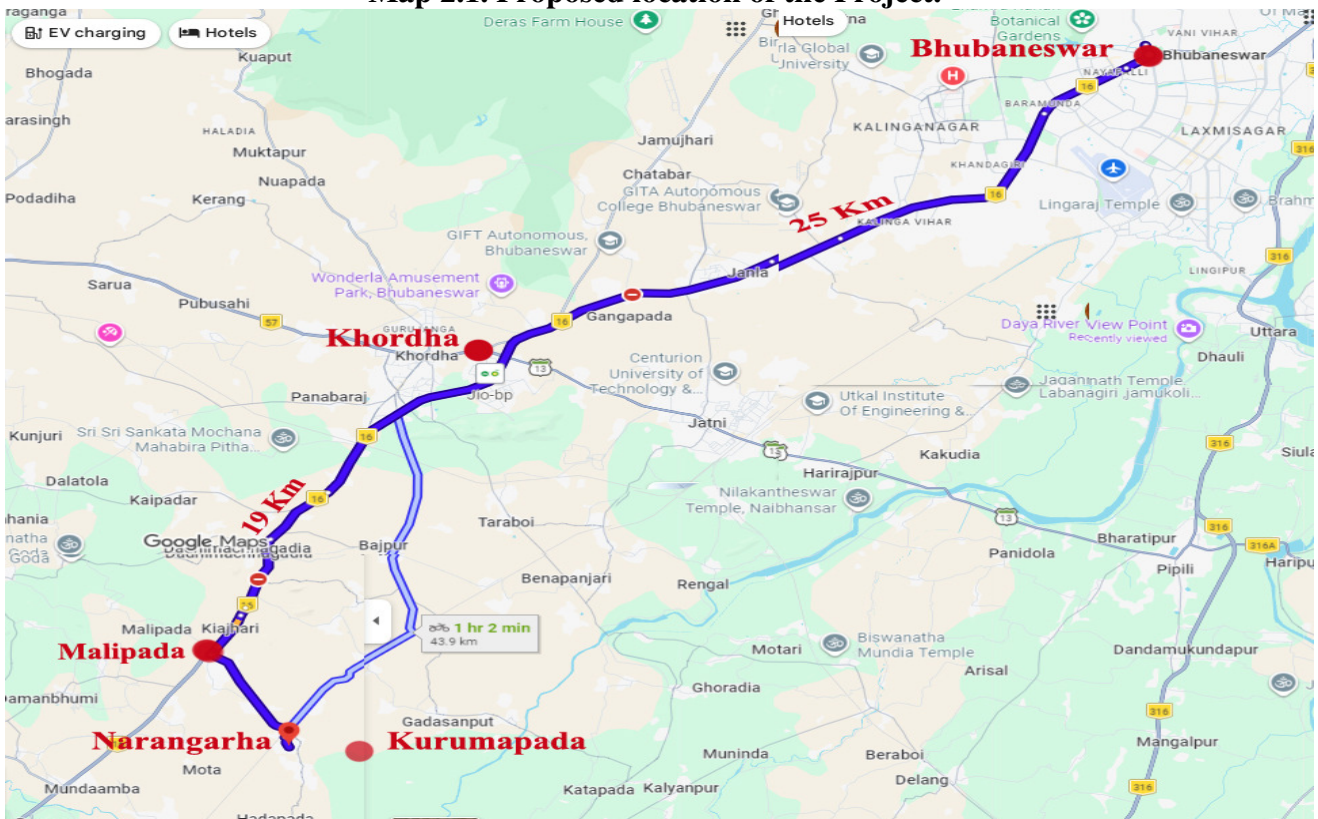 Map 2.1. Proposed location of the Project.
EV charging
Hotels
Deras Farm House
Hotels
Botanical
Gardens
VANI VIHAR
Kuaput
Birla Global
University
Bhubaneswar
Bhubaneswar
Bhogada
H
NAYAPALLI
16
BARAMUNDA
arasingh
HALADIA
Muktapur
Jamujhari
KALINGANAGAR
LAXMISAGAR
316
Nuapada
Chatabar
KHANDAGIRI
Podadiha
Kerang
GITA Autonomous
College Bhubaneswar
16
Lingaraj Temple
Brahm
25 Km
KALINGA VIHAR
GIFT Autonomous,
Bhubaneswar
316
Janla
LINGIPUR
Wonderla Amusement
Park, Bhubaneswar
Sarua
Pubusahi
57
16
Gangapada
GURUJANGA
Daya River View Point
Recently viewed
Uttara
Khordha
Khordha
13
Centurion
University of
Technology &...
Dhauli
Jio-bp
Panabaraj
Utkal Institute
Of Engineering &...
Jagannath Temple,
Labanagiri ,jamukoli...
Jatni
Kunjuri
Sri Sri Sankata Mochana
Mahabira Pitha...
16
13
316
Kakudia
Harirajpur
Dalatola
Kaipadar
16
19 Km
Nilakantheswar
Temple, Naibhansar
13
Taraboi
Google Maps
Bajpur
316
Bharatipur
316A
Panidola
Pipili
Haripu
Benapanjari
Rengal
1 hr 2 min
43.9 km
Malipada
Kiajhari
Malipada
Biswanatha
Mundia Temple
Motari
Dandamukundapur
Arisal
amanbhumi
Ghoradia
316
Gadasanput
Narangarha
Kurumapada
Mangalpur
Mota
Muninda
Beraboi
Delang
Mundaamba
Katapada
Kalyanpur
316